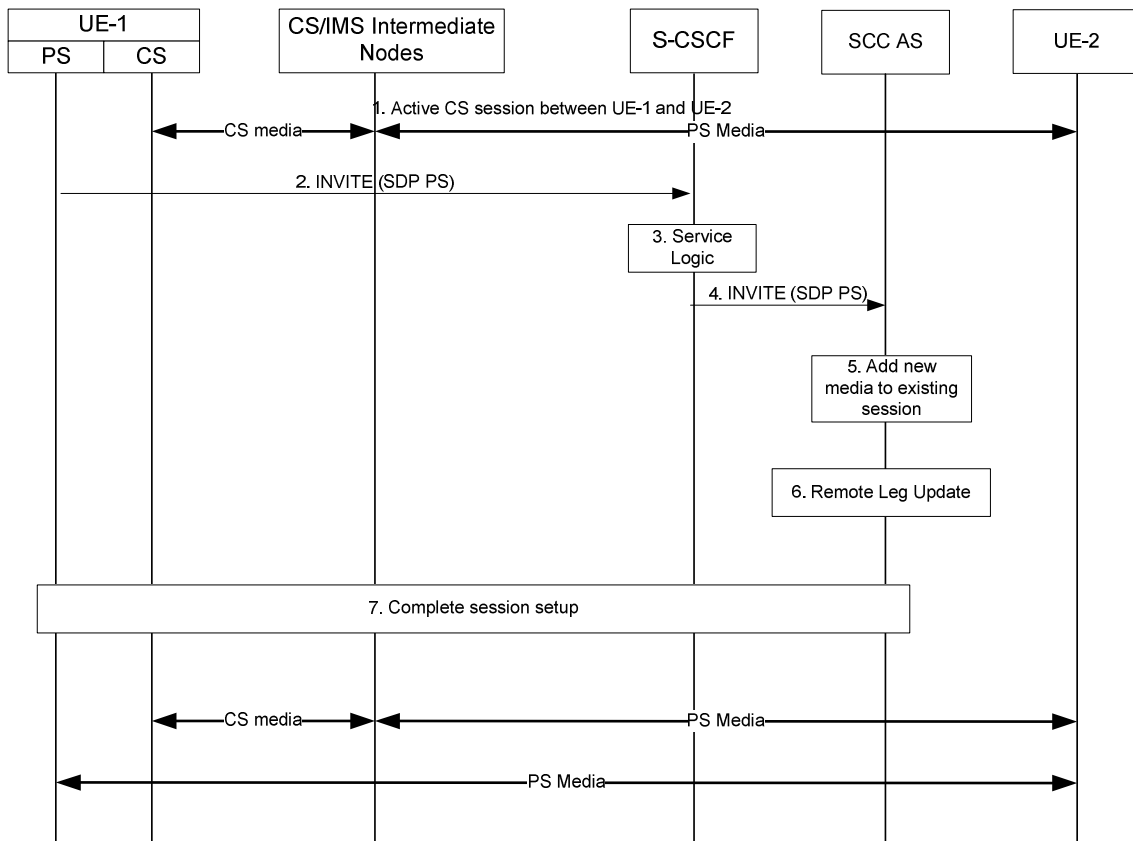 UE-1
PS
CS
CS/IMS Intermediate
Nodes
S-CSCF
SCC AS
UE-2
1. Active CS session between UE-1 and UE-2
CS media
PS Media
2. INVITE (SDP PS)
3. Service
Logic
4. INVITE (SDP PS)
5. Add new
media to existing
session
6. Remote Leg Update
7. Complete session setup
CS media
PS Media
PS Media